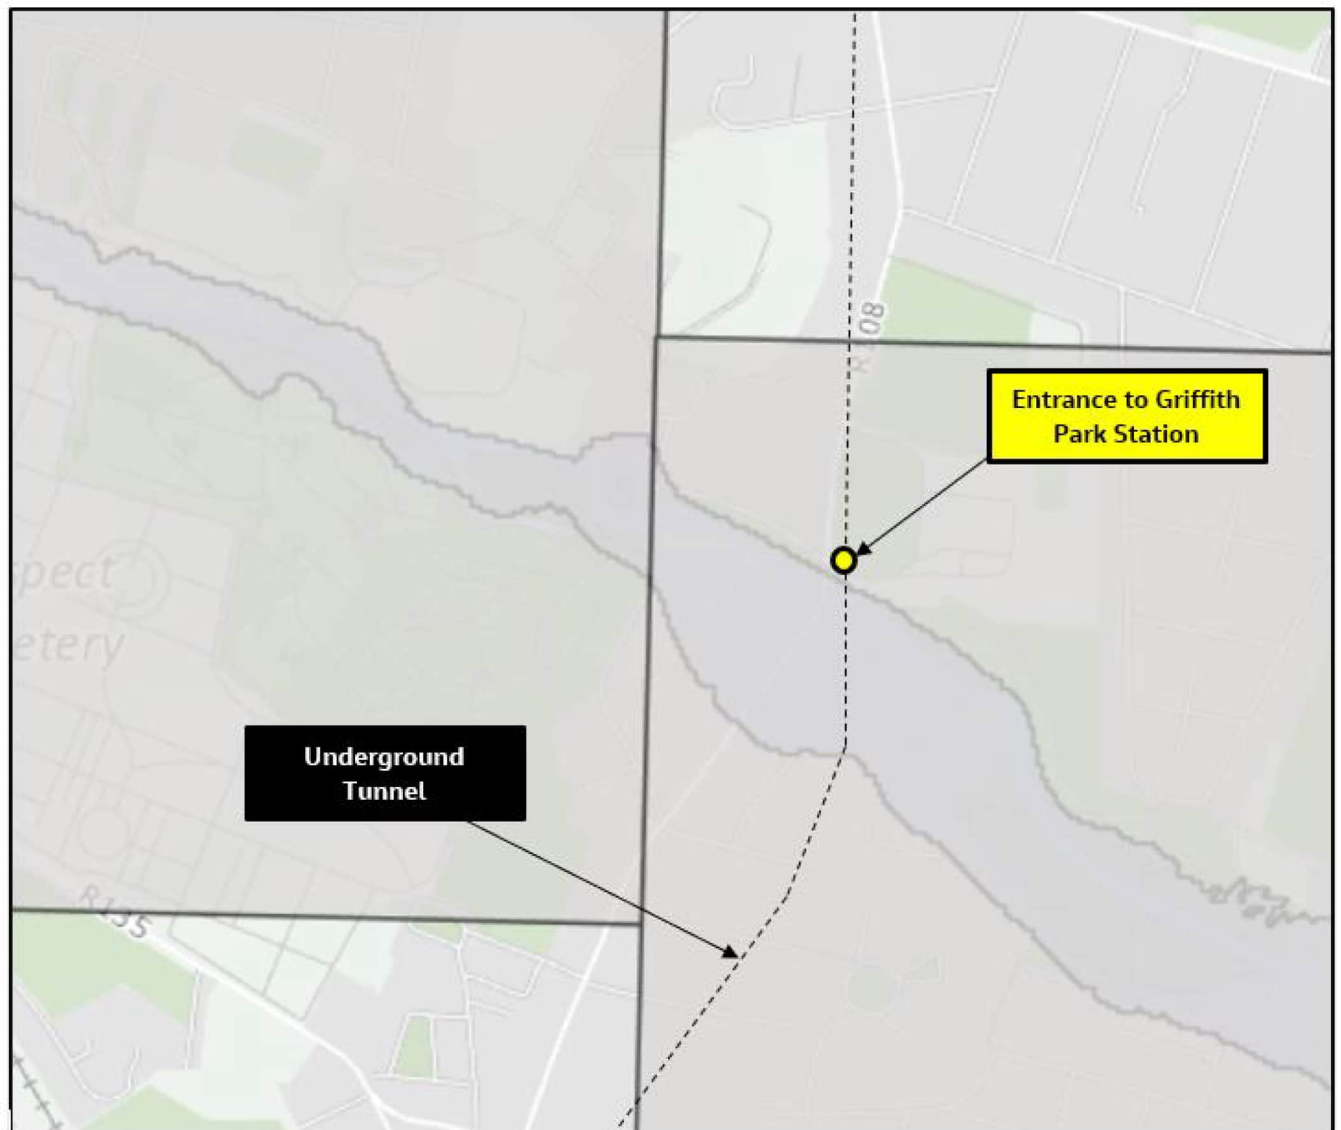 R108
Entrance to Griffith
Park Station
spect
etery
Underground
Tunnel
R135